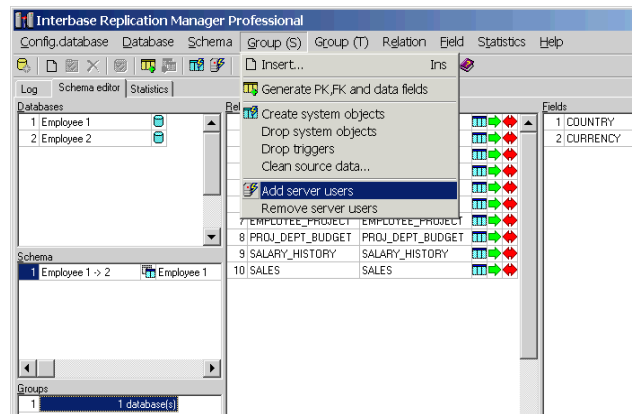 Interbase Replication Manager Professional
Config.database Database Schema Group (S) Group (T) Relation Field Statistics Help
Log Schema editor Statistics
Databases
1 Employee 1
2 Employee 2
Insert... Ins
Generate PK,FK and data fields
Create system objects
Drop system objects
Drop triggers
Clean source data...
Add server users
Remove server users
Fields
1 COUNTRY
2 CURRENCY
7 EMPLOYEE_PROJECT EMPLOYEE_PROJECT
8 PROJ_DEPT_BUDGET PROJ_DEPT_BUDGET
9 SALARY_HISTORY SALARY_HISTORY
10 SALES SALES
Schema
1 Employee 1 -> 2 Employee 1
Groups
1 1 database(s)